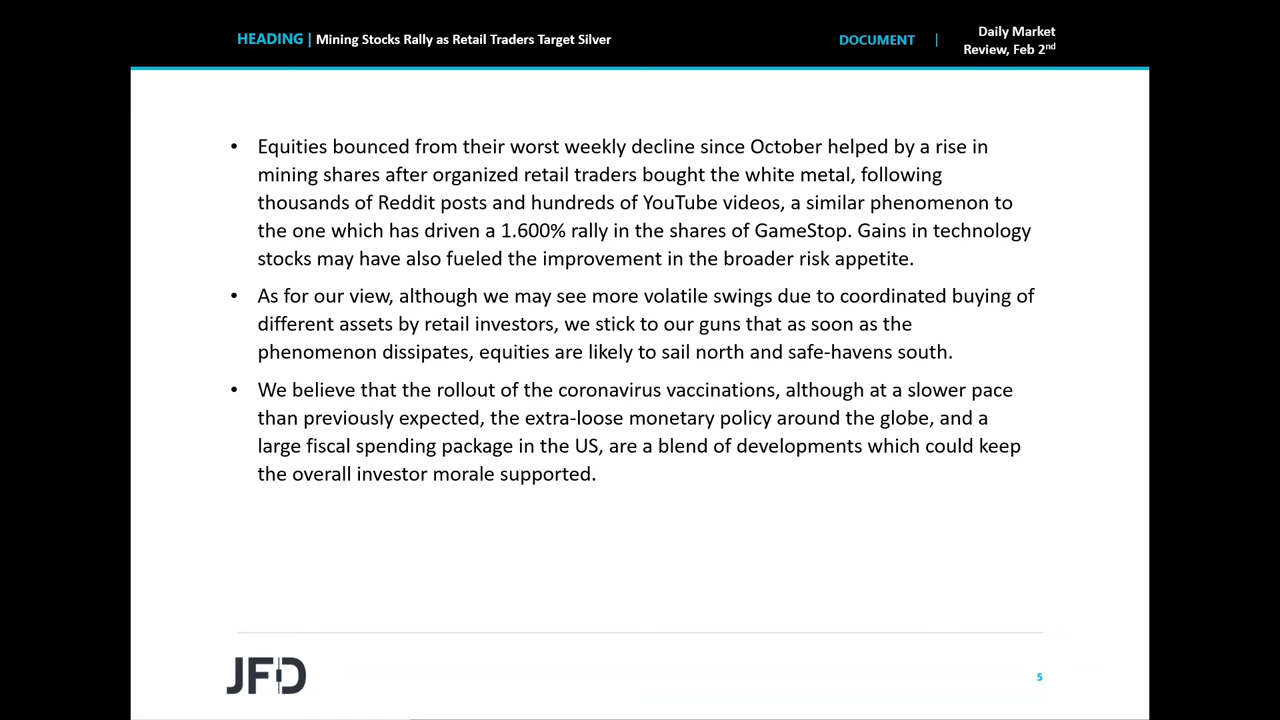 HEADING | Mining Stocks Rally as Retail Traders Target Silver
DOCUMENT |
Daily Market
Review, Feb 2nd
• Equities bounced from their worst weekly decline since October helped by a rise in
mining shares after organized retail traders bought the white metal, following
thousands of Reddit posts and hundreds of YouTube videos, a similar phenomenon to
the one which has driven a 1.600% rally in the shares of GameStop. Gains in technology
stocks may have also fueled the improvement in the broader risk appetite.
• As for our view, although we may see more volatile swings due to coordinated buying of
different assets by retail investors, we stick to our guns that as soon as the
phenomenon dissipates, equities are likely to sail north and safe-havens south.
• We believe that the rollout of the coronavirus vaccinations, although at a slower pace
than previously expected, the extra-loose monetary policy around the globe, and a
large fiscal spending package in the US, are a blend of developments which could keep
the overall investor morale supported.
JFD
5